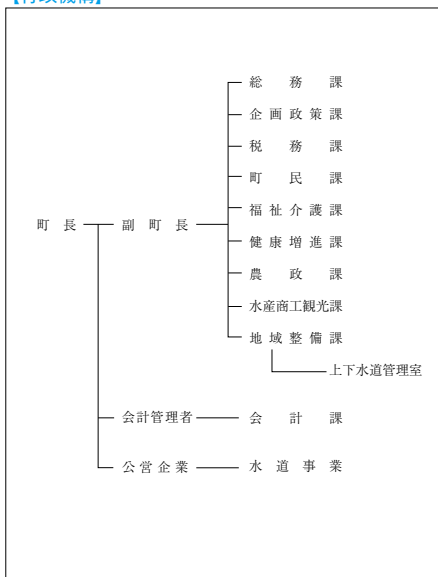 【行政機構】
総務課
企画政策課
税務課
町民課
福祉介護課
町長 副町長
健康増進課
農政課
水産商工観光課
地域整備課
上下水道管理室
会計管理者 会計課
公営企業 水道事業